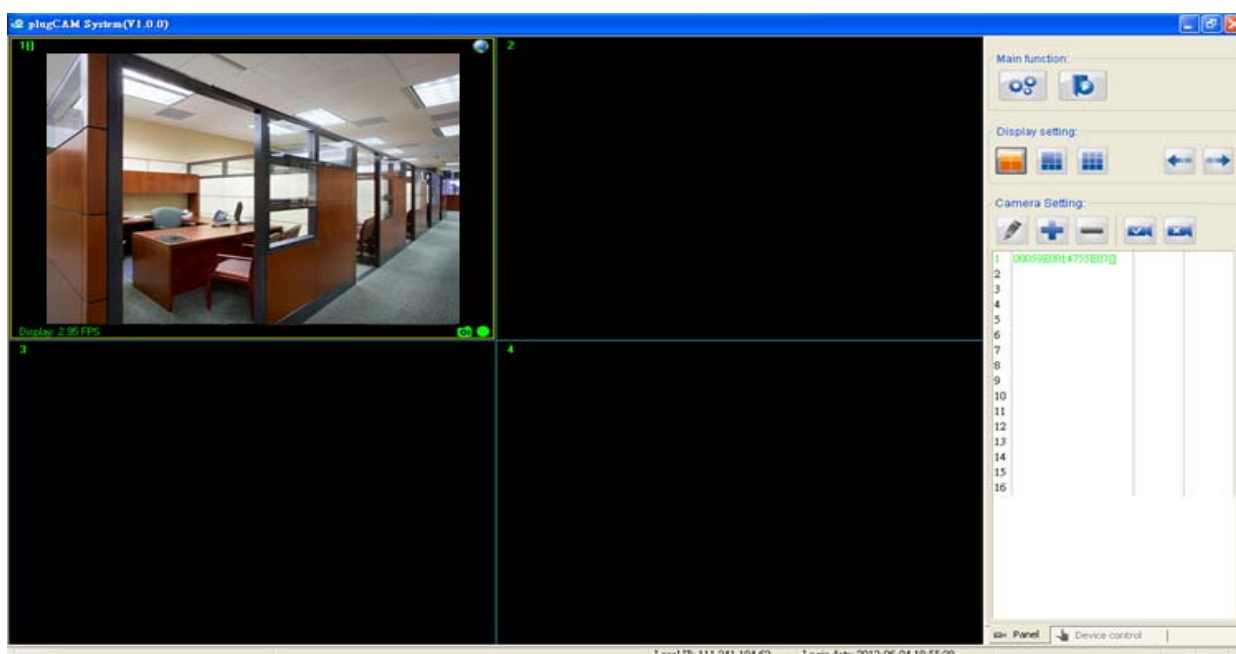 plugCAM System(V1.0.0)
1[]
2
Display: 2.95 FPS
3
4
Main function:
Display setting:
Camera Setting:
1 00059E0814755E07[]
2
3
4
5
6
7
8
9
10
11
12
13
14
15
16
Panel
Device control